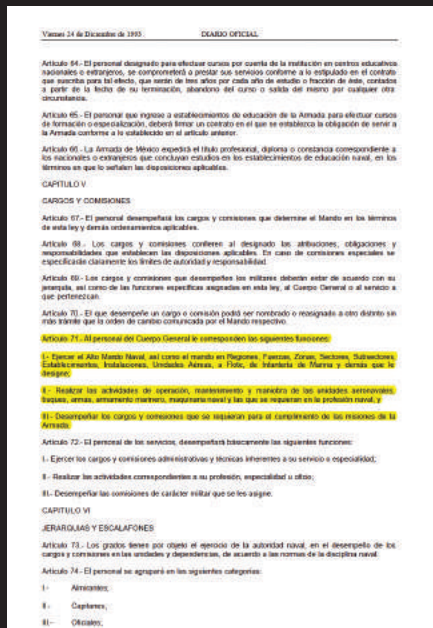 Viernes 24 de Diciembre de 1993 DIARIO OFICIAL
Artículo 64.- El personal designado para efectuar cursos por cuenta de la institución en centros educativos
nacionales o extranjeros, se comprometerá a prestar sus servicios conforme a lo estipulado en el contrato
que suscriba para tal efecto, que serán de tres años por cada año de estudio o fracción de éste, contados
a partir de la fecha de su terminación, abandono del curso o salida del mismo por cualquier otra
circunstancia.
Artículo 65.- El personal que ingrese a establecimientos de educación de la Armada para efectuar cursos
de formación o especialización, deberá firmar un contrato en el que se establezca la obligación de servir a
la Armada conforme a lo establecido en el artículo anterior.
Artículo 66.- La Armada de México expedirá el título profesional, diploma o constancia correspondiente a
los nacionales o extranjeros que concluyan estudios en los establecimientos de educación naval, en los
términos en que lo señalen las disposiciones aplicables.
CAPITULO V
CARGOS Y COMISIONES
Artículo 67.- El personal desempeñará los cargos y comisiones que determine el Mando en los términos
de esta ley y demás ordenamientos aplicables.
Artículo 68.- Los cargos y comisiones confieren al designado las atribuciones, obligaciones y
responsabilidades que establecen las disposiciones aplicables. En caso de comisiones especiales se
especificarán claramente los límites de autoridad y responsabilidad.
Artículo 69.- Los cargos y comisiones que desempeñen los militares deberán estar de acuerdo con su
jerarquía, así como de las funciones específicas asignadas en esta ley, al Cuerpo General o al servicio a
que pertenezcan.
Artículo 70.- El que desempeñe un cargo o comisión podrá ser nombrado o reasignado a otro distinto sin
más trámite que la orden de cambio comunicada por el Mando respectivo.
Artículo 71.- Al personal del Cuerpo General le corresponden las siguientes funciones:
I.- Ejercer el Alto Mando Naval, así como el mando en Regiones, Fuerzas, Zonas, Sectores, Subsectores,
Establecimientos, Instalaciones, Unidades Aéreas, a Flote, de Infantería de Marina y demás que le
designe;
II.- Realizar las actividades de operación, mantenimiento y maniobra de las unidades aeronavales,
buques, armas, armamento marinero, maquinaria naval y las que se requieran en la profesión naval, y
III.- Desempeñar los cargos y comisiones que se requieran para el cumplimiento de las misiones de la
Armada.
Artículo 72.- El personal de los servicios, desempeñará básicamente las siguientes funciones:
I.- Ejercer los cargos y comisiones administrativas y técnicas inherentes a su servicio o especialidad;
II.- Realizar las actividades correspondientes a su profesión, especialidad u oficio;
III.- Desempeñar las comisiones de carácter militar que se les asigne.
CAPITULO VI
JERARQUIAS Y ESCALAFONES
Artículo 73.- Los grados tienen por objeto el ejercicio de la autoridad naval, en el desempeño de los
cargos y comisiones en las unidades y dependencias, de acuerdo a las normas de la disciplina naval.
Artículo 74.- El personal se agrupará en las siguientes categorías:
I.- Almirantes;
II.- Capitanes;
III.- Oficiales;